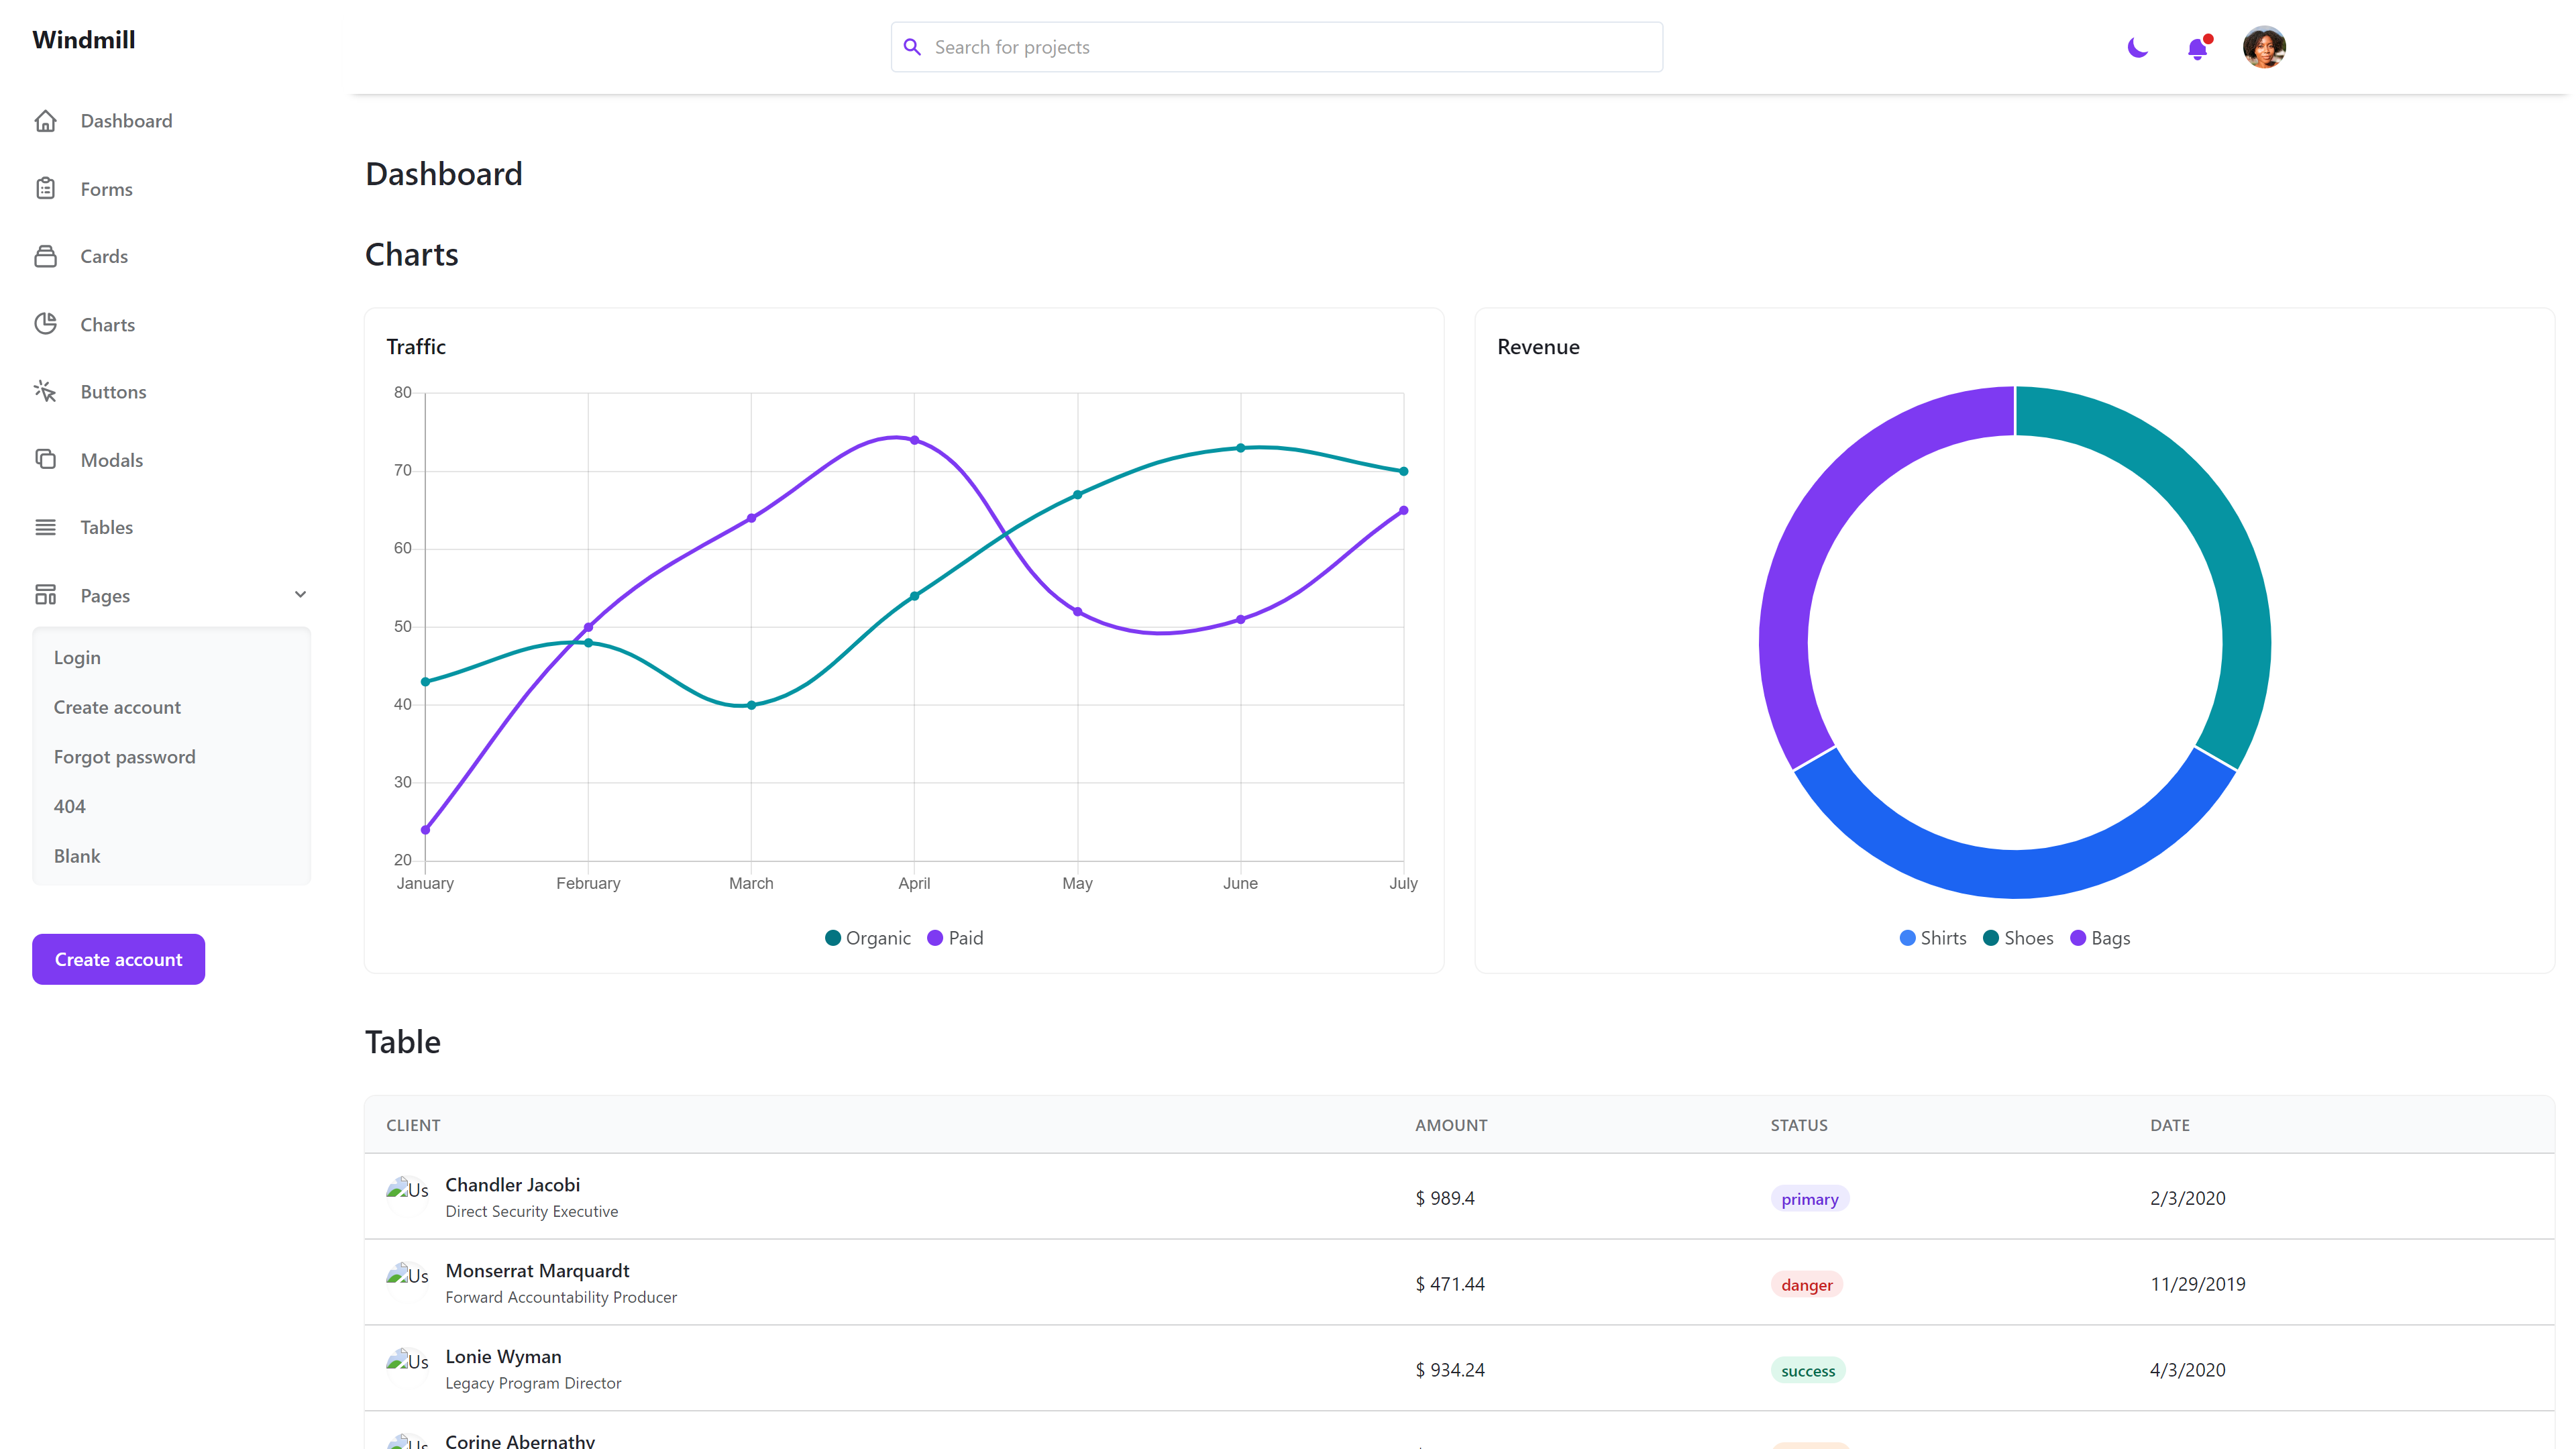 Windmill
Search for projects
Dashboard
Forms
Cards
Charts
Buttons
Modals
Tables
Pages
Login
Create account
Forgot password
404
Blank
Create account
Dashboard
Charts
Traffic
80
70
60
50
40
30
20
January February March April May June July
Organic Paid
Revenue
Shirts Shoes Bags
Table
CLIENT AMOUNT STATUS DATE
Us Chandler Jacobi
Direct Security Executive
$ 989.4 primary 2/3/2020
Us Monserrat Marquardt
Forward Accountability Producer
$ 471.44 danger 11/29/2019
Us Lonie Wyman
Legacy Program Director
$ 934.24 success 4/3/2020
Us Corine Abernathy